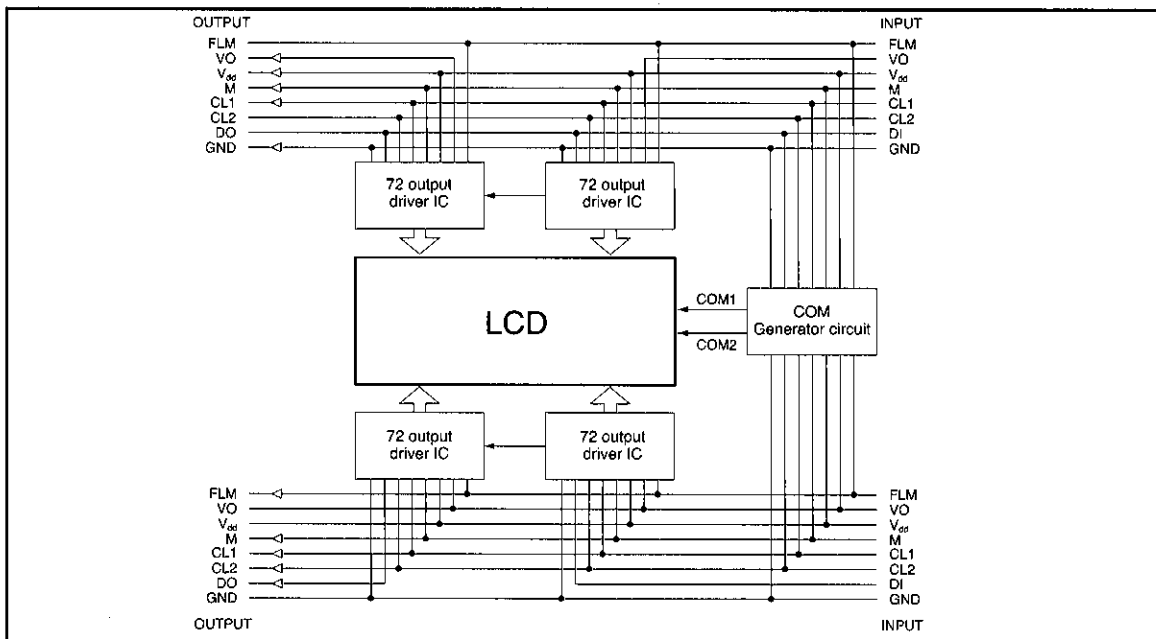 OUTPUT INPUT
FLM FLM
VO VO
Vdd Vdd
M M
CL1 CL1
CL2 CL2
DO DI
GND GND
72 output
driver IC
72 output
driver IC
LCD
COM1
COM2
COM
Generator circuit
72 output
driver IC
72 output
driver IC
FLM FLM
VO VO
Vdd Vdd
M M
CL1 CL1
CL2 CL2
DO DI
GND GND
OUTPUT INPUT